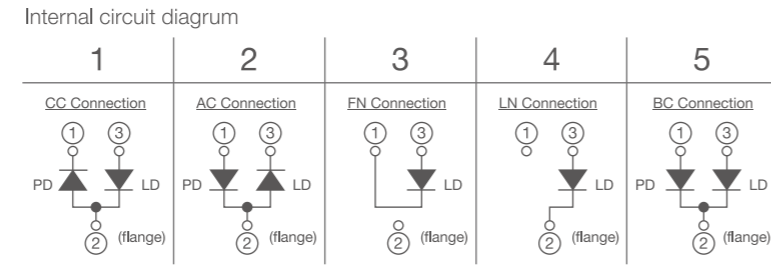 Internal circuit diagrum
1 2 3 4 5
CC Connection AC Connection FN Connection LN Connection BC Connection
1 3 1 3 1 3 1 3 1 3
PD LD PD LD LD LD PD LD
2 (flange) 2 (flange) 2 (flange) 2 (flange) 2 (flange)